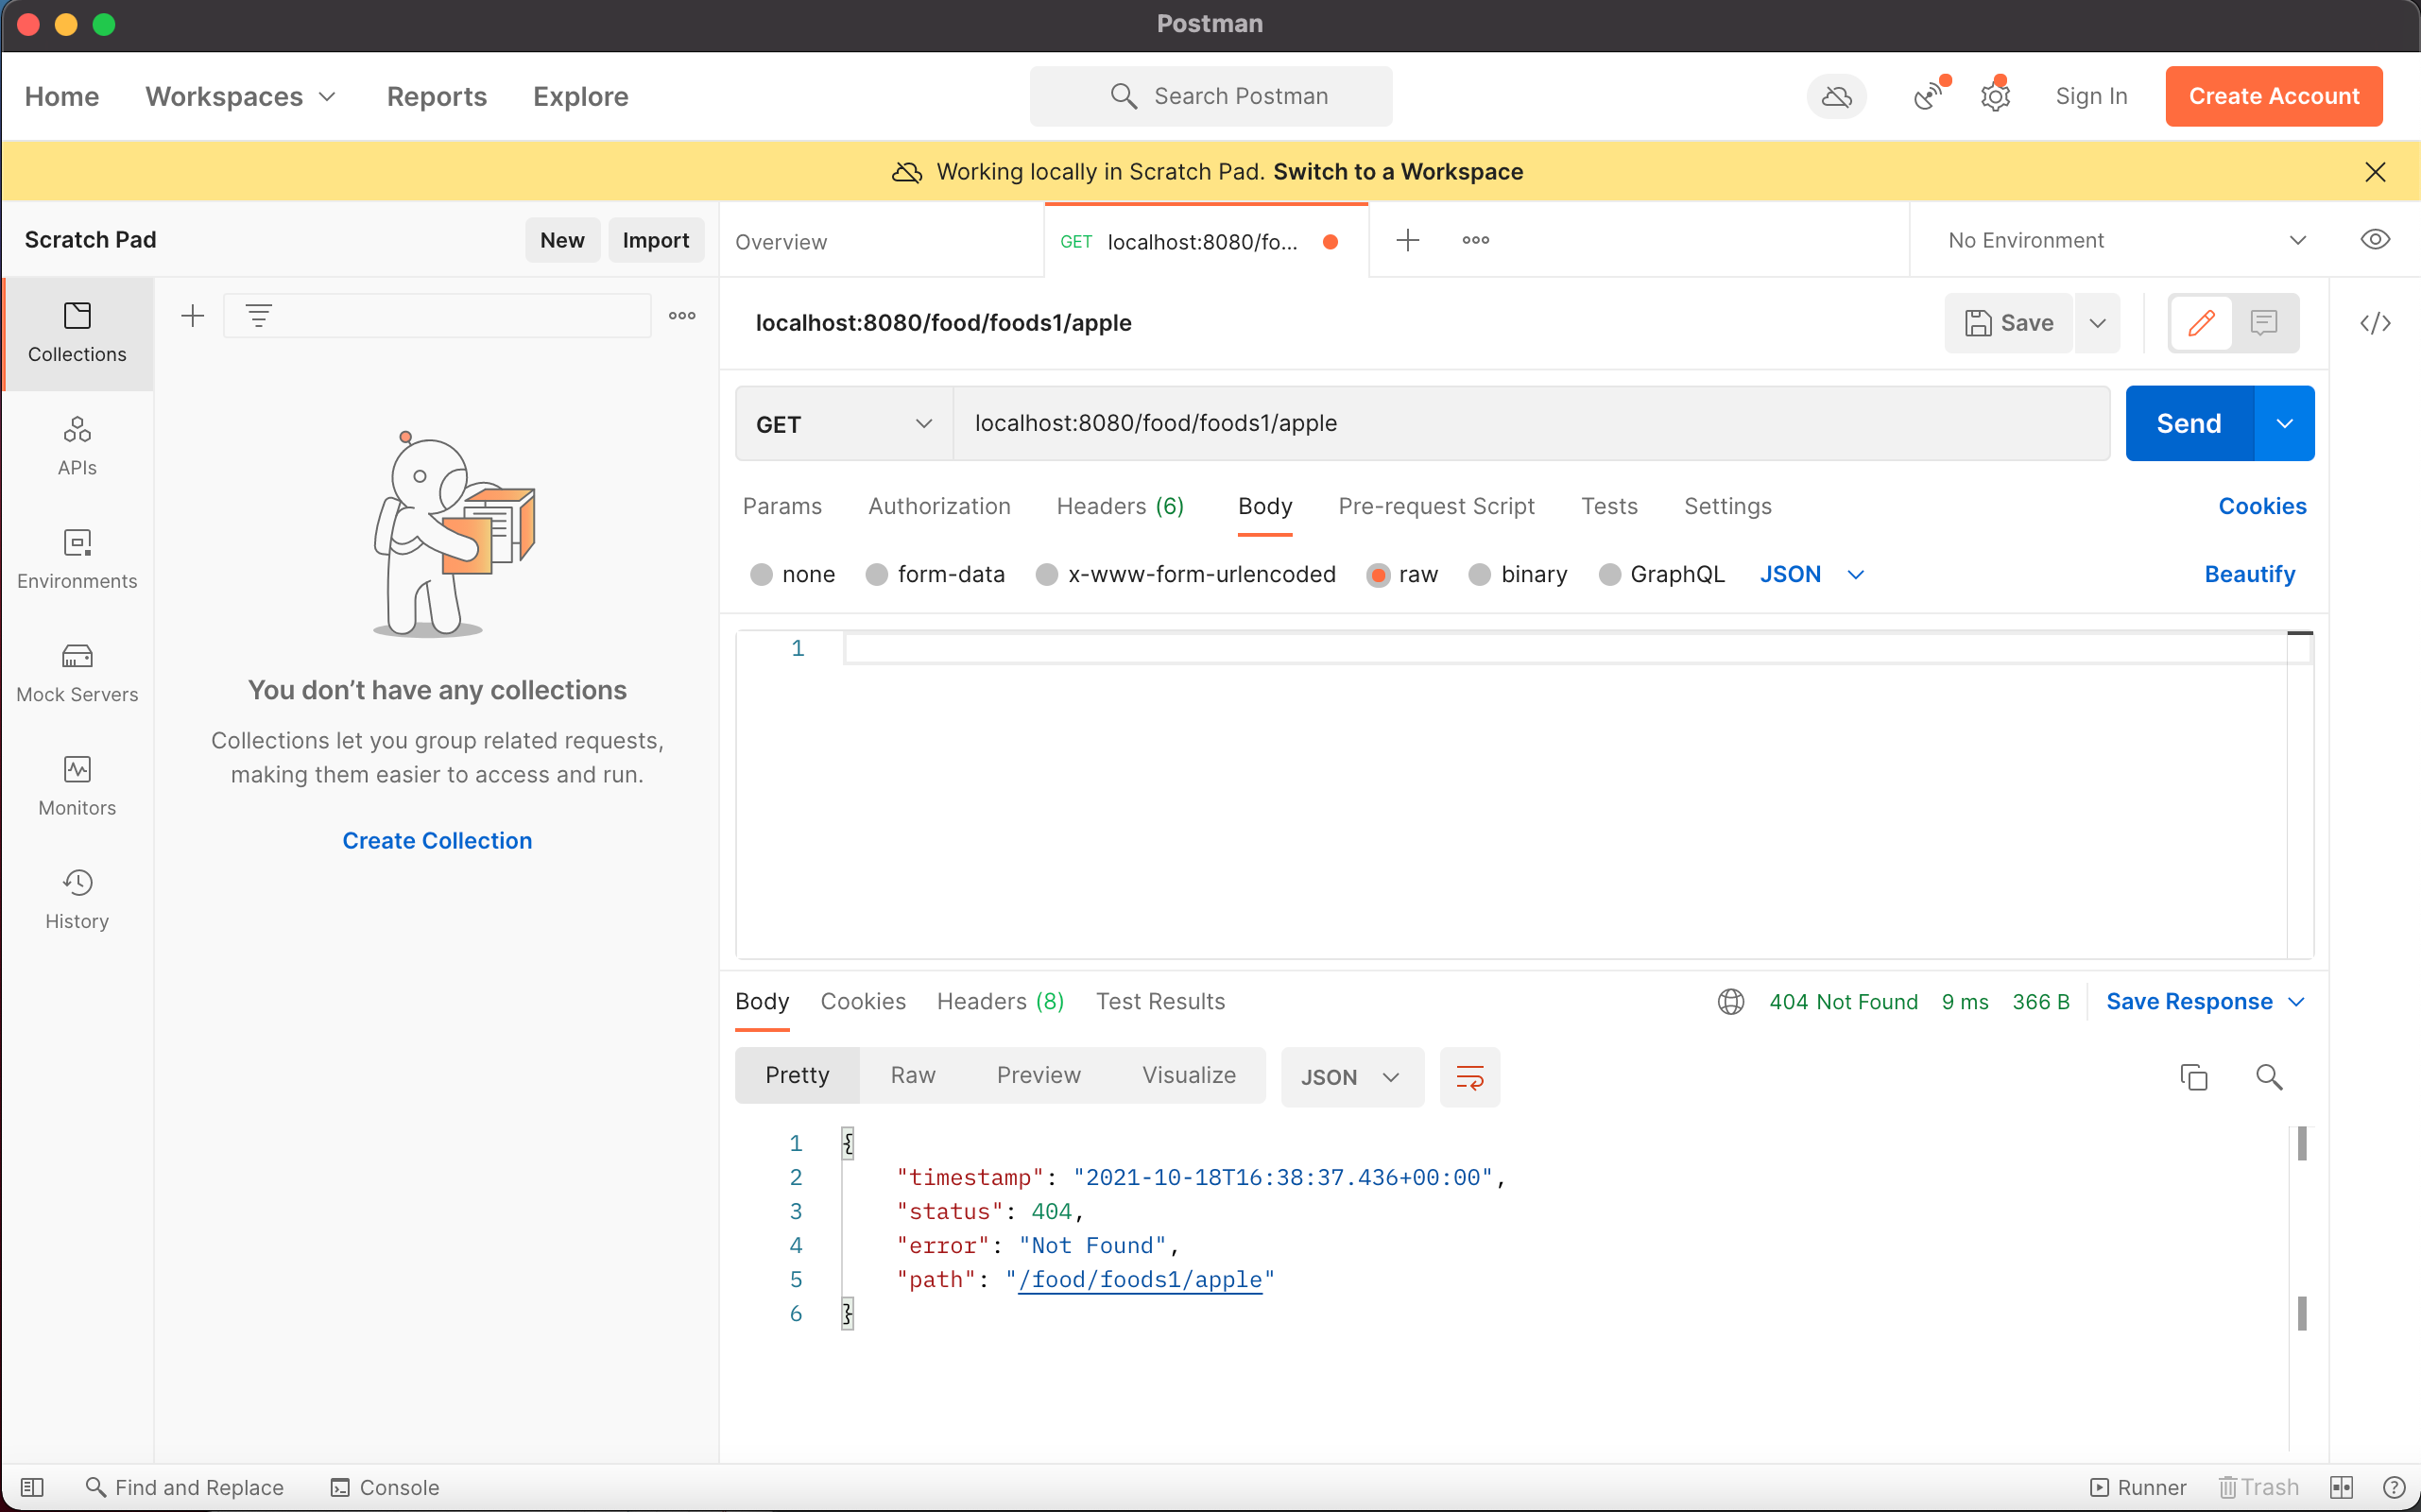 Postman
Home Workspaces Reports Explore Search Postman Sign In Create Account
Working locally in Scratch Pad. Switch to a Workspace
Scratch Pad New Import Overview GET localhost:8080/fo... No Environment
Collections
APIs
Environments
Mock Servers
Monitors
History
You don’t have any collections
Collections let you group related requests,
making them easier to access and run.
Create Collection
localhost:8080/food/foods1/apple Save
GET localhost:8080/food/foods1/apple Send
Params Authorization Headers (6) Body Pre-request Script Tests Settings Cookies
none form-data x-www-form-urlencoded raw binary GraphQL JSON Beautify
1
Body Cookies Headers (8) Test Results 404 Not Found 9 ms 366 B Save Response
Pretty Raw Preview Visualize JSON
1 {
2 "timestamp": "2021-10-18T16:38:37.436+00:00",
3 "status": 404,
4 "error": "Not Found",
5 "path": "/food/foods1/apple"
6 }
Find and Replace Console Runner Trash